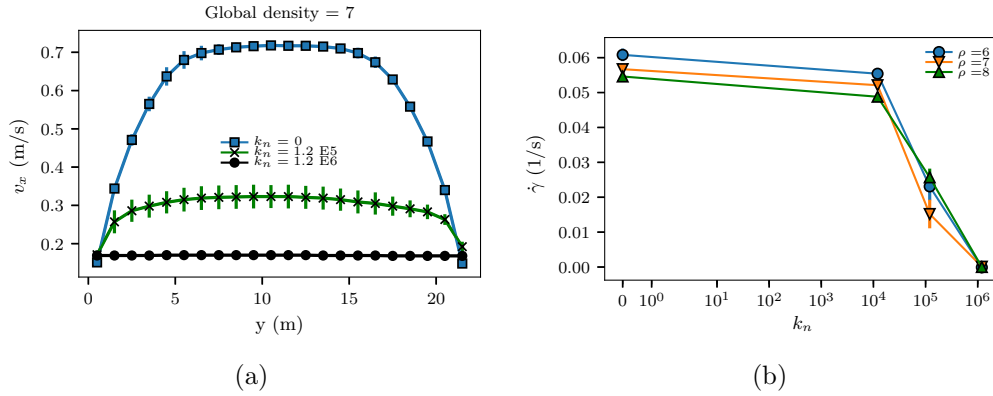 Global density = 7
0.7
0.6
0.5
0.4
0.3
0.2
v_x (m/s)
k_n = 0
k_n = 1.2 E5
k_n = 1.2 E6
0 5 10 15 20
y (m)
(a)
0.06
0.05
0.04
0.03
0.02
0.01
0.00
γ̇ (1/s)
ρ =6
ρ =7
ρ =8
0 10^0 10^1 10^2 10^3 10^4 10^5 10^6
k_n
(b)